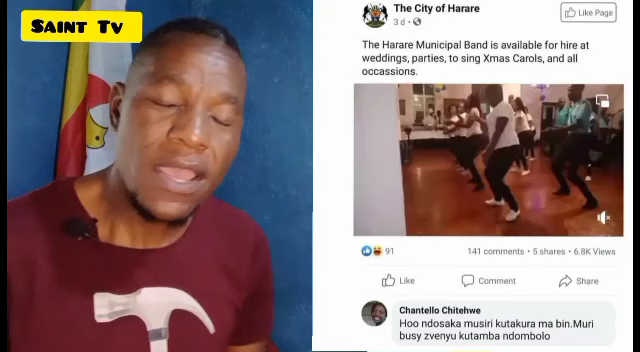 SAINT TV
The City of Harare
3 d ·
Like Page
The Harare Municipal Band is available for hire at
weddings, parties, to sing Xmas Carols, and all
occassions.
91
141 comments • 5 shares • 6.8K Views
Like
Comment
Share
Chantello Chitehwe
Hoo ndosaka musiri kutakura ma bin.Muri
busy zvenyu kutamba ndombolo